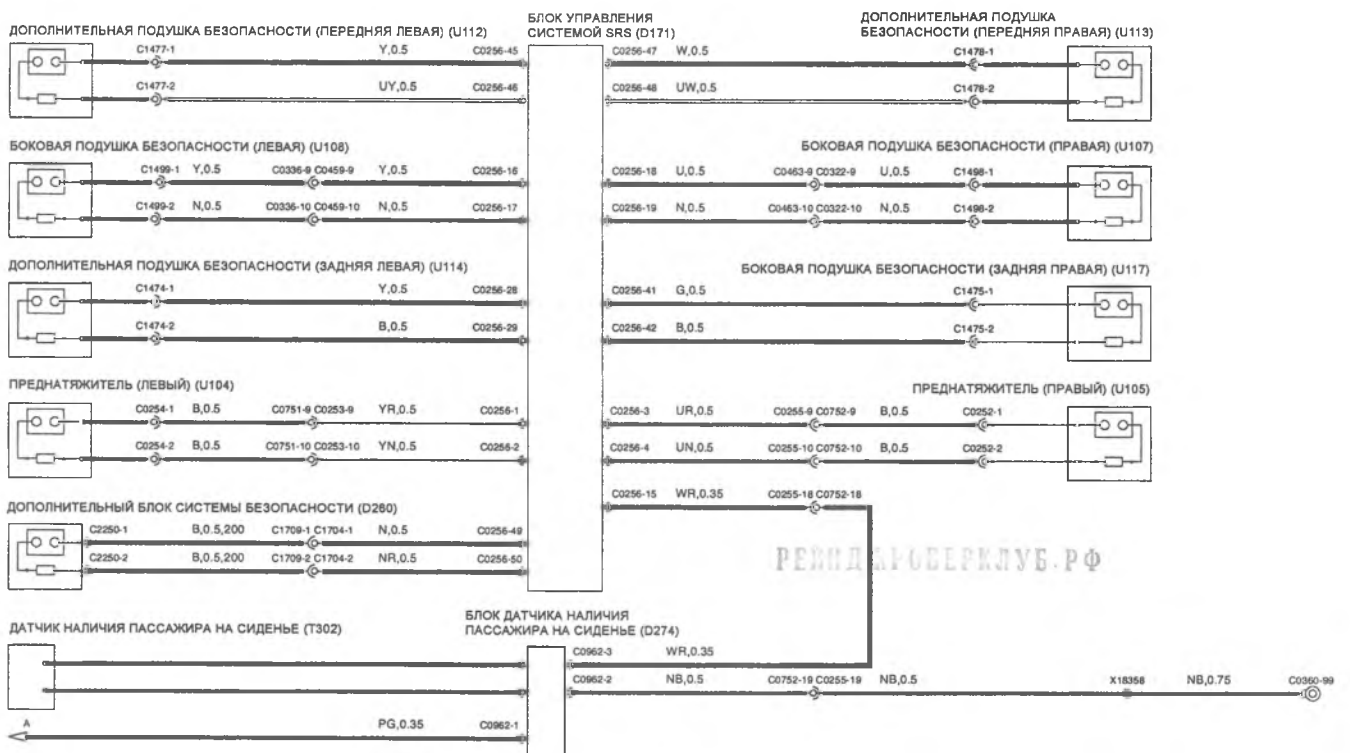 ДОПОЛНИТЕЛЬНАЯ ПОДУШКА БЕЗОПАСНОСТИ (ПЕРЕДНЯЯ ЛЕВАЯ) (U112)
C1477-1 Y,0.5 C0256-45
C1477-2 UY,0.5 C0256-46
БЛОК УПРАВЛЕНИЯ
СИСТЕМОЙ SRS (D171)
ДОПОЛНИТЕЛЬНАЯ ПОДУШКА
БЕЗОПАСНОСТИ (ПЕРЕДНЯЯ ПРАВАЯ) (U113)
C0256-47 W,0.5 C1478-1
C0256-48 UW,0.5 C1478-2
БОКОВАЯ ПОДУШКА БЕЗОПАСНОСТИ (ЛЕВАЯ) (U108)
C1499-1 Y,0.5 C0336-9 C0459-9 Y,0.5 C0256-16
C1499-2 N,0.5 C0336-10 C0459-10 N,0.5 C0256-17
БОКОВАЯ ПОДУШКА БЕЗОПАСНОСТИ (ПРАВАЯ) (U107)
C0256-18 U,0.5 C0463-9 C0322-9 U,0.5 C1498-1
C0256-19 N,0.5 C0463-10 C0322-10 N,0.5 C1498-2
ДОПОЛНИТЕЛЬНАЯ ПОДУШКА БЕЗОПАСНОСТИ (ЗАДНЯЯ ЛЕВАЯ) (U114)
C1474-1 Y,0.5 C0256-28
C1474-2 B,0.5 C0256-29
БОКОВАЯ ПОДУШКА БЕЗОПАСНОСТИ (ЗАДНЯЯ ПРАВАЯ) (U117)
C0256-41 G,0.5 C1475-1
C0256-42 B,0.5 C1475-2
ПРЕДНАТЯЖИТЕЛЬ (ЛЕВЫЙ) (U104)
C0254-1 B,0.5 C0751-9 C0253-9 YR,0.5 C0256-1
C0254-2 B,0.5 C0751-10 C0253-10 YN,0.5 C0256-2
ПРЕДНАТЯЖИТЕЛЬ (ПРАВЫЙ) (U105)
C0256-3 UR,0.5 C0255-9 C0752-9 B,0.5 C0252-1
C0256-4 UN,0.5 C0255-10 C0752-10 B,0.5 C0252-2
C0256-15 WR,0.35 C0255-18 C0752-18
ДОПОЛНИТЕЛЬНЫЙ БЛОК СИСТЕМЫ БЕЗОПАСНОСТИ (D260)
C2250-1 B,0.5,200 C1709-1 C1704-1 N,0.5 C0256-49
C2250-2 B,0.5,200 C1709-2 C1704-2 NR,0.5 C0256-50
ДАТЧИК НАЛИЧИЯ ПАССАЖИРА НА СИДЕНЬЕ (T302)
БЛОК ДАТЧИКА НАЛИЧИЯ
ПАССАЖИРА НА СИДЕНЬЕ (D274)
C0962-3 WR,0.35
C0962-2 NB,0.5 C0752-19 C0255-19 NB,0.5 X18358 NB,0.75 C0360-99
A PG,0.35 C0962-1